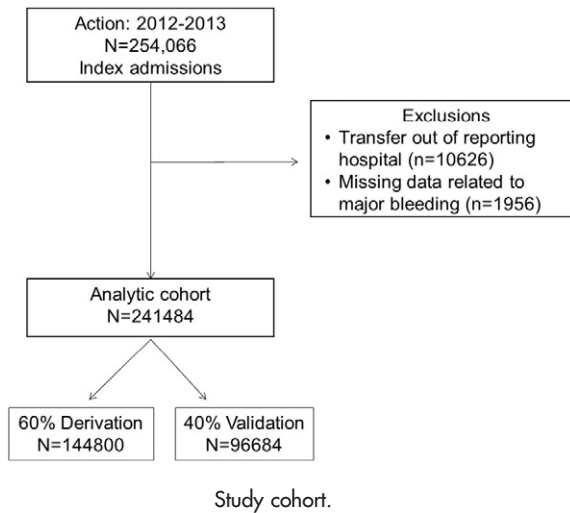 Action: 2012-2013
N=254,066
Index admissions
Exclusions
• Transfer out of reporting
hospital (n=10626)
• Missing data related to
major bleeding (n=1956)
Analytic cohort
N=241484
60% Derivation
N=144800
40% Validation
N=96684
Study cohort.